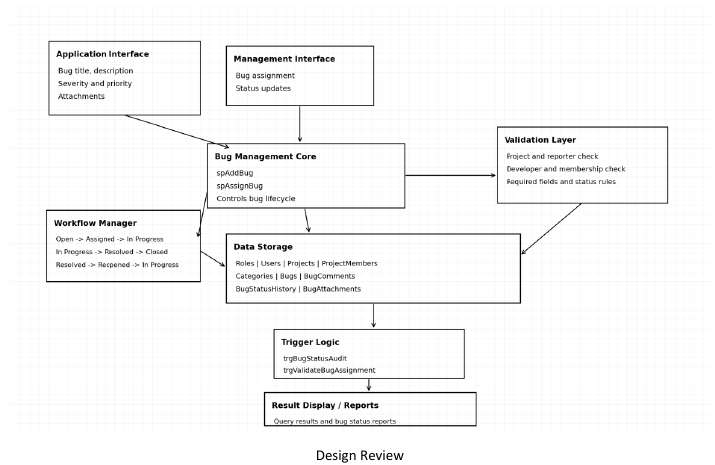 Application Interface
Bug title, description
Severity and priority
Attachments
Management Interface
Bug assignment
Status updates
Bug Management Core
spAddBug
spAssignBug
Controls bug lifecycle
Validation Layer
Project and reporter check
Developer and membership check
Required fields and status rules
Workflow Manager
Open -> Assigned -> In Progress
In Progress -> Resolved -> Closed
Resolved -> Reopened -> In Progress
Data Storage
Roles | Users | Projects | ProjectMembers
Categories | Bugs | BugComments
BugStatusHistory | BugAttachments
Trigger Logic
trgBugStatusAudit
trgValidateBugAssignment
Result Display / Reports
Query results and bug status reports
Design Review